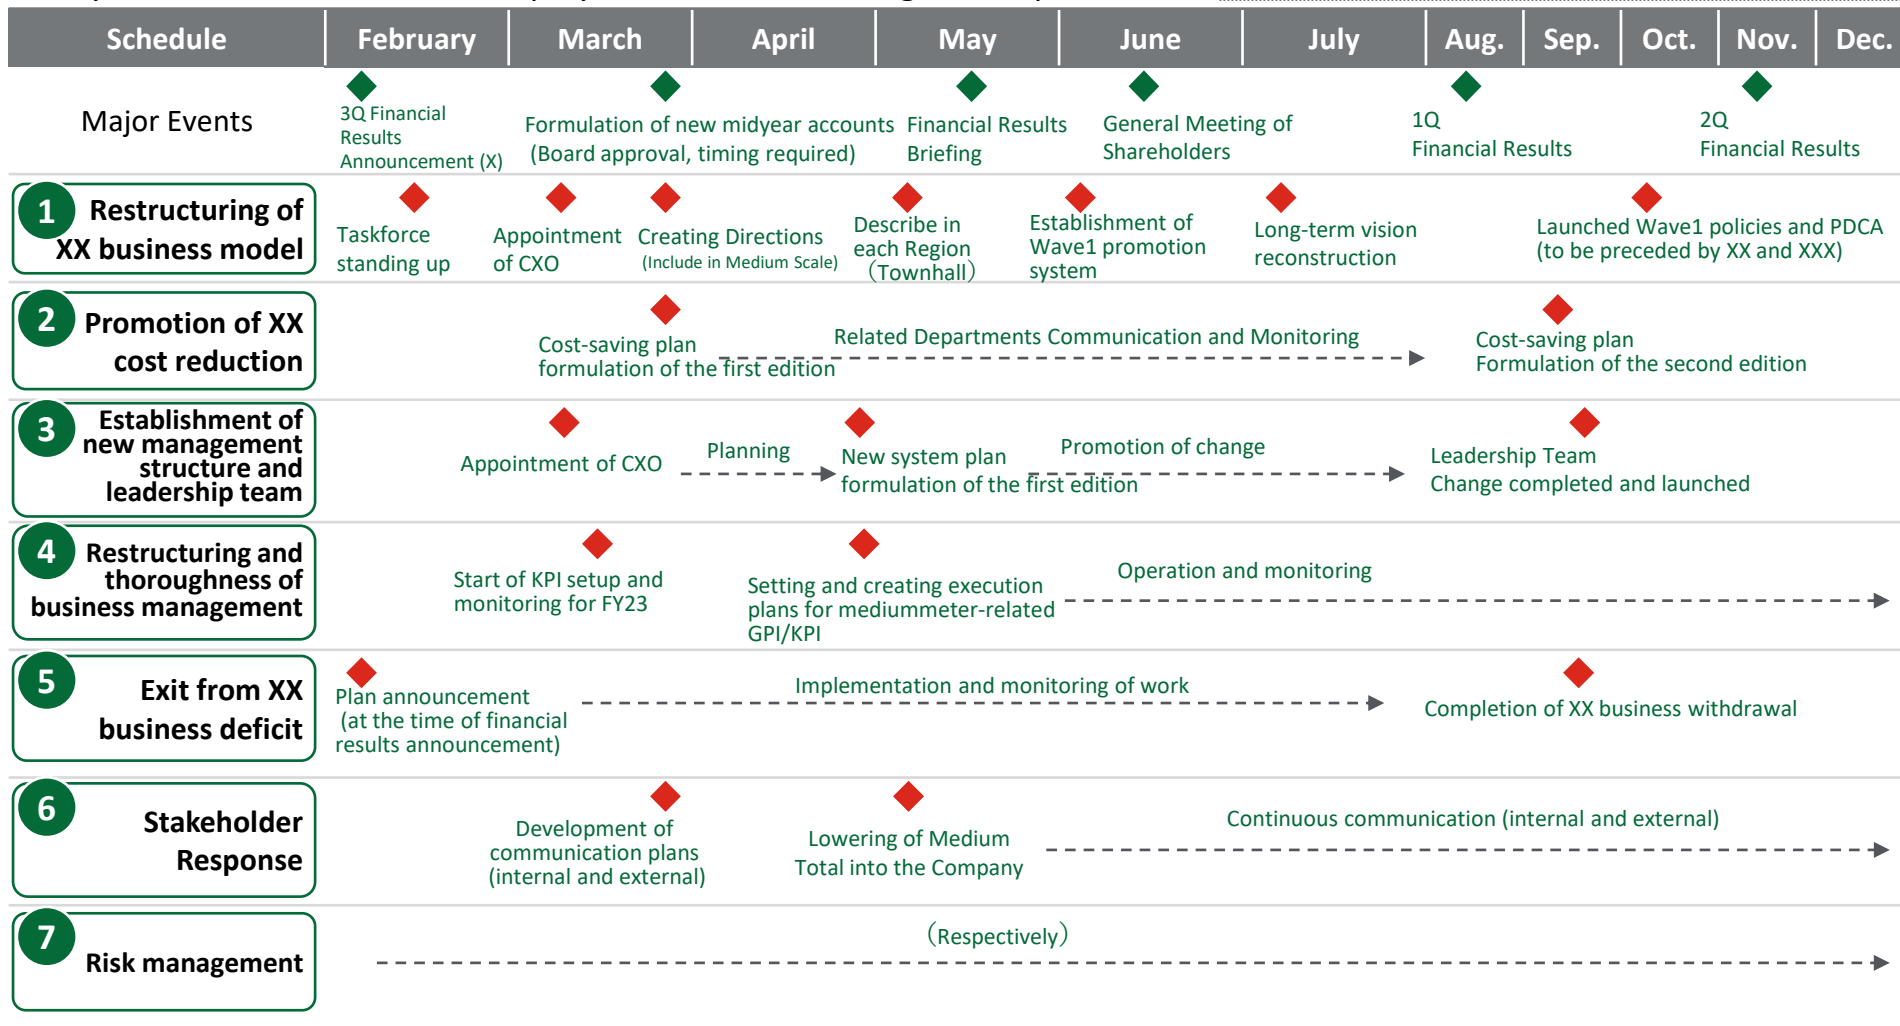 Schedule
February
March
April
May
June
July
Aug.
Sep.
Oct.
Nov.
Dec.
Major Events
3Q Financial
Results
Announcement (X)
Formulation of new midyear accounts
(Board approval, timing required)
Financial Results
Briefing
General Meeting of
Shareholders
1Q
Financial Results
2Q
Financial Results
1
Restructuring of
XX business model
Taskforce
standing up
Appointment
of CXO
Creating Directions
(Include in Medium Scale)
Describe in
each Region
（Townhall）
Establishment of
Wave1 promotion
system
Long-term vision
reconstruction
Launched Wave1 policies and PDCA
(to be preceded by XX and XXX)
2
Promotion of XX
cost reduction
Cost-saving plan
formulation of the first edition
Related Departments Communication and Monitoring
Cost-saving plan
Formulation of the second edition
3
Establishment of
new management
structure and
leadership team
Appointment of CXO
Planning
New system plan
formulation of the first edition
Promotion of change
Leadership Team
Change completed and launched
4
Restructuring and
thoroughness of
business management
Start of KPI setup and
monitoring for FY23
Setting and creating execution
plans for mediummeter-related
GPI/KPI
Operation and monitoring
5
Exit from XX
business deficit
Plan announcement
(at the time of financial
results announcement)
Implementation and monitoring of work
Completion of XX business withdrawal
6
Stakeholder
Response
Development of
communication plans
(internal and external)
Lowering of Medium
Total into the Company
Continuous communication (internal and external)
7
Risk management
（Respectively）